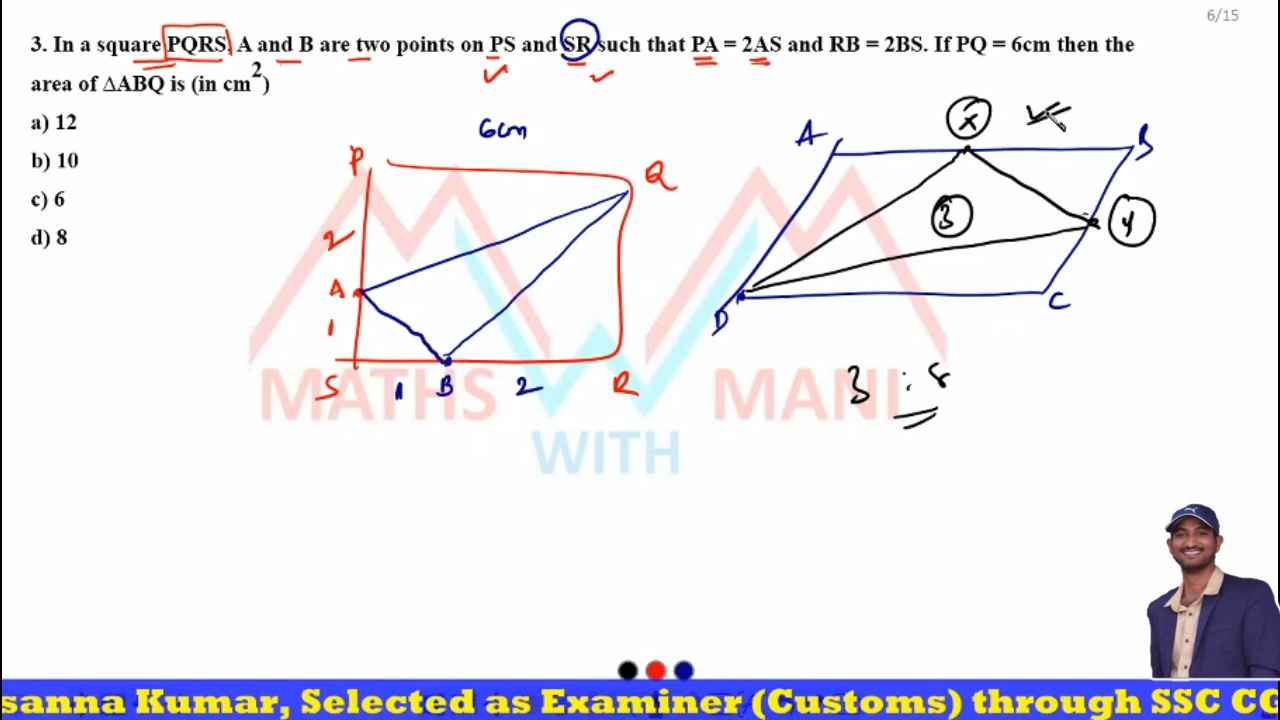 6/15
3. In a square PQRS, A and B are two points on PS and SR such that PA = 2AS and RB = 2BS. If PQ = 6cm then the
area of ∆ABQ is (in cm²)
a) 12
b) 10
c) 6
d) 8
6cm
P
Q
2
A
1
S
1
B
2
R
A
X
B
3
Y
D
C
3 : 8
MATHS
WITH
MANI
sanna Kumar, Selected as Examiner (Customs) through SSC CG